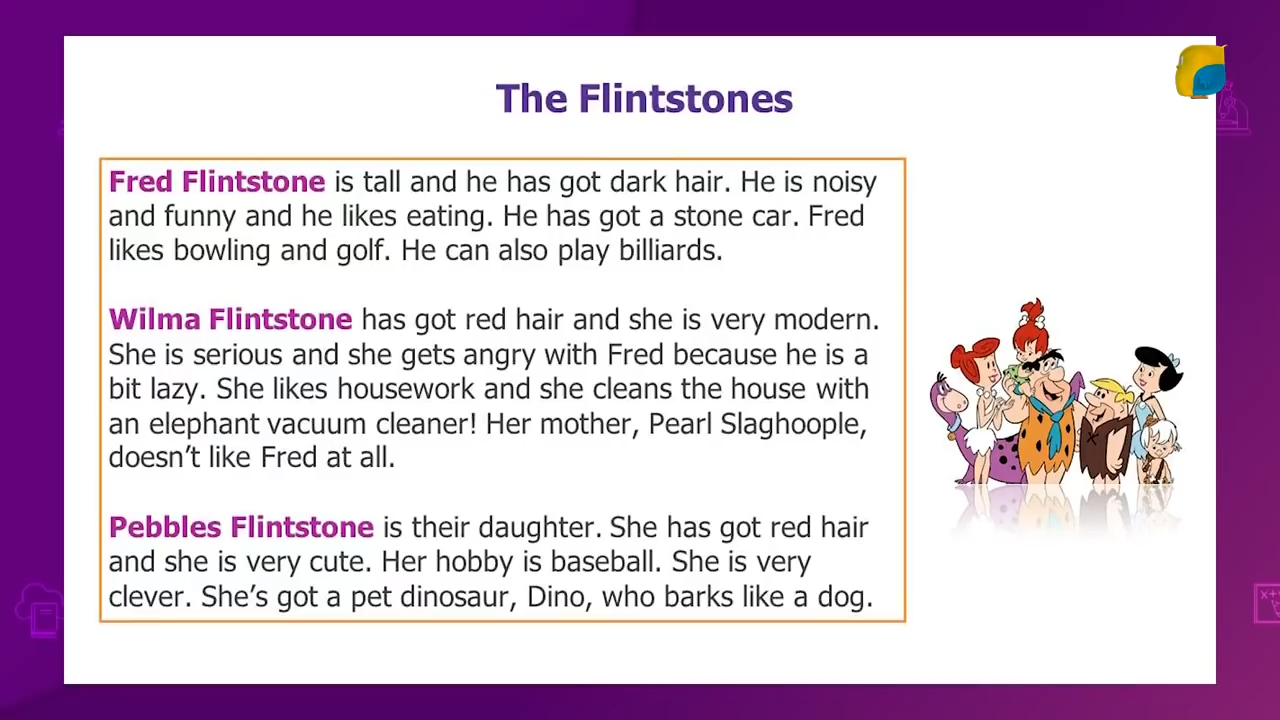 The Flintstones
Fred Flintstone is tall and he has got dark hair. He is noisy
and funny and he likes eating. He has got a stone car. Fred
likes bowling and golf. He can also play billiards.
Wilma Flintstone has got red hair and she is very modern.
She is serious and she gets angry with Fred because he is a
bit lazy. She likes housework and she cleans the house with
an elephant vacuum cleaner! Her mother, Pearl Slaghoople,
doesn’t like Fred at all.
Pebbles Flintstone is their daughter. She has got red hair
and she is very cute. Her hobby is baseball. She is very
clever. She’s got a pet dinosaur, Dino, who barks like a dog.